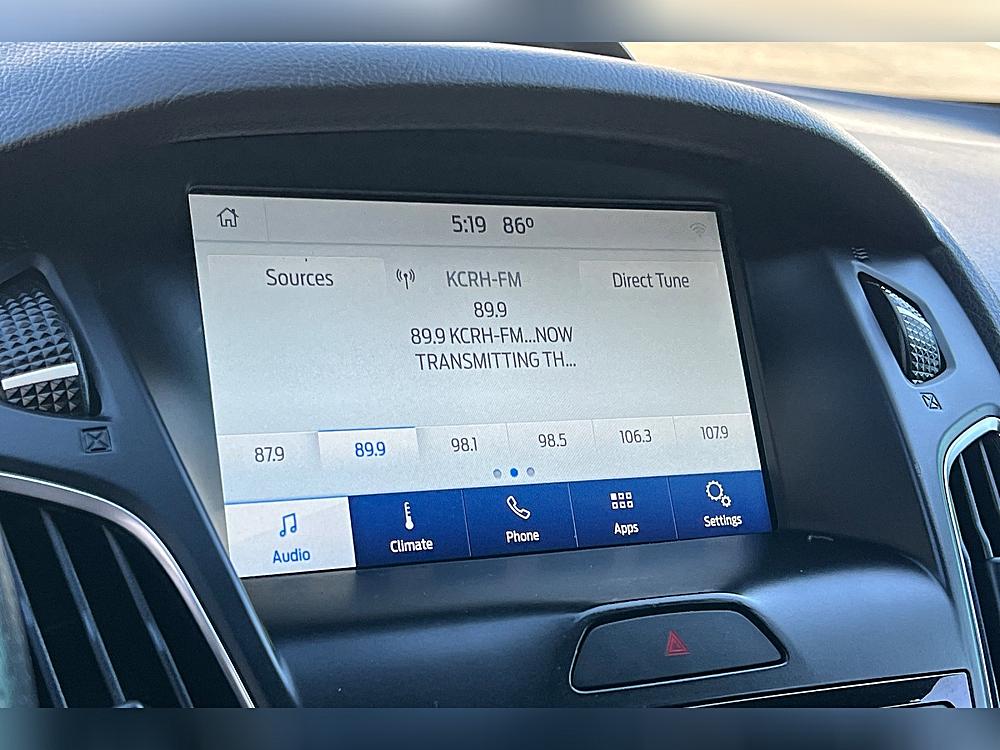 5:19 86º
Sources
KCRH-FM
Direct Tune
89.9
89.9 KCRH-FM...NOW
TRANSMITTING TH...
87.9 89.9 98.1 98.5 106.3 107.9
Audio Climate Phone Apps Settings